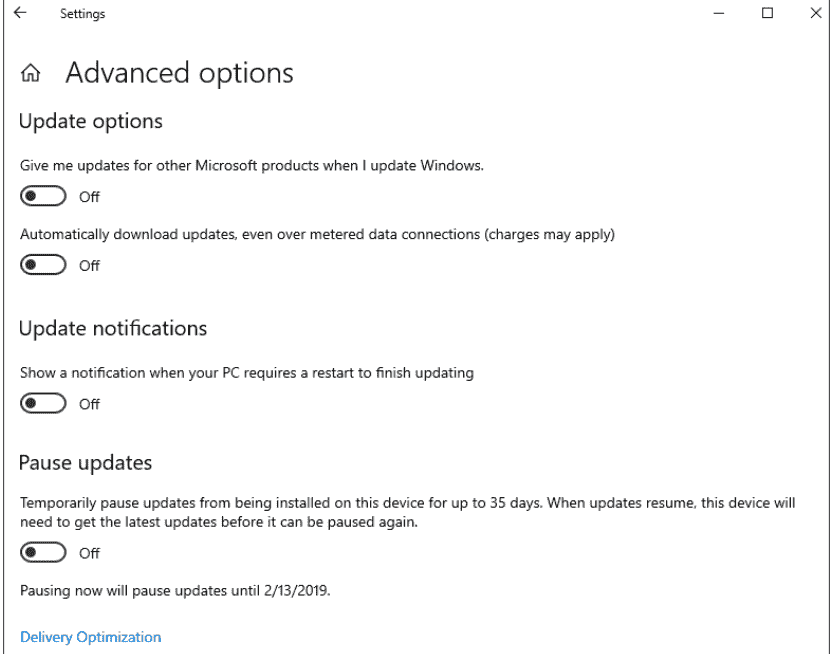 Settings
Advanced options
Update options
Give me updates for other Microsoft products when I update Windows.
Off
Automatically download updates, even over metered data connections (charges may apply)
Off
Update notifications
Show a notification when your PC requires a restart to finish updating
Off
Pause updates
Temporarily pause updates from being installed on this device for up to 35 days. When updates resume, this device will
need to get the latest updates before it can be paused again.
Off
Pausing now will pause updates until 2/13/2019.
Delivery Optimization